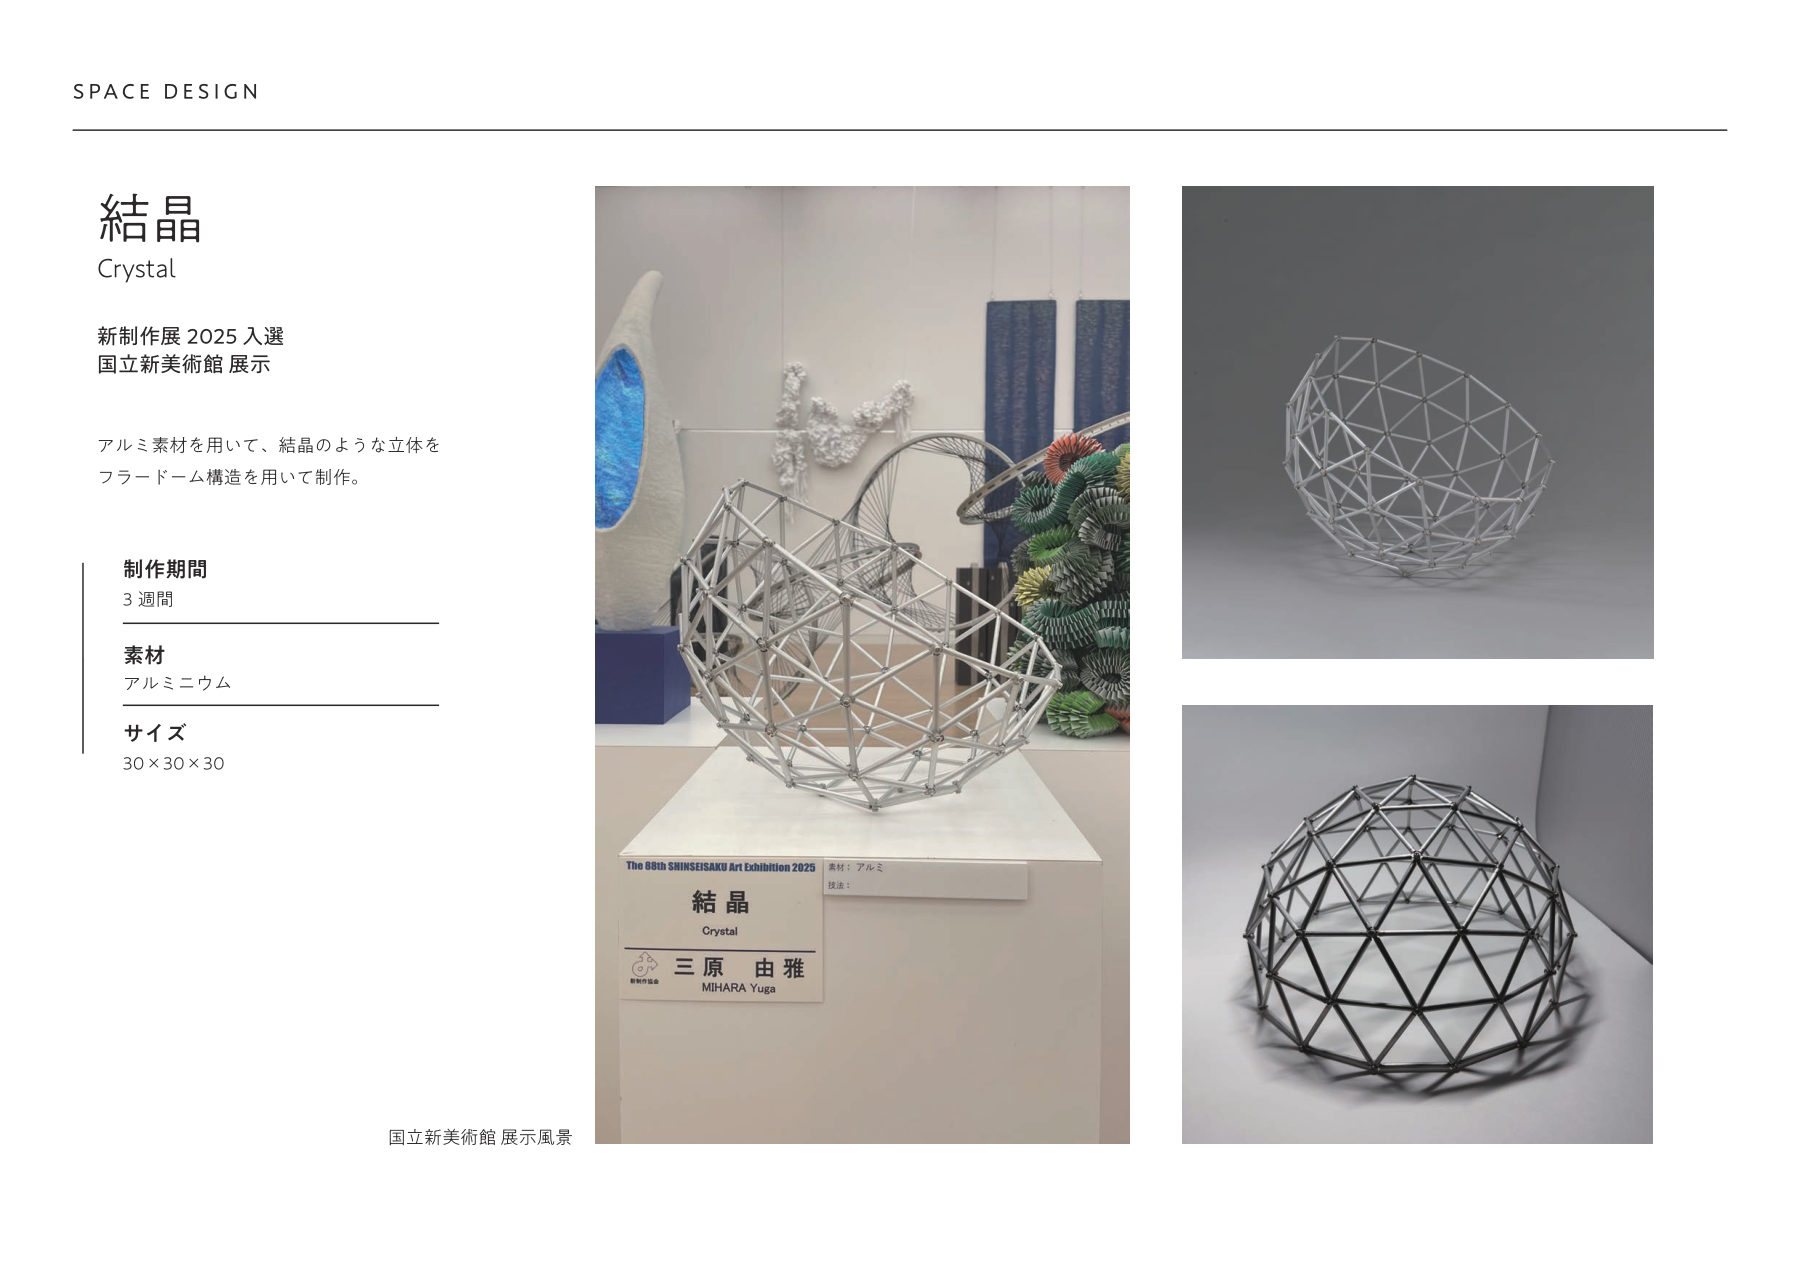 SPACE DESIGN
結晶
Crystal
新制作展 2025 入選
国立新美術館 展示
アルミ素材を用いて、結晶のような立体を
フラードーム構造を用いて制作。
制作期間
3 週間
素材
アルミニウム
サイズ
30×30×30
国立新美術館 展示風景
The 88th SHINSEISAKU Art Exhibition 2025
結晶
Crystal
新制作協会
三原 由雅
MIHARA Yuga
素材： アルミ
技法：